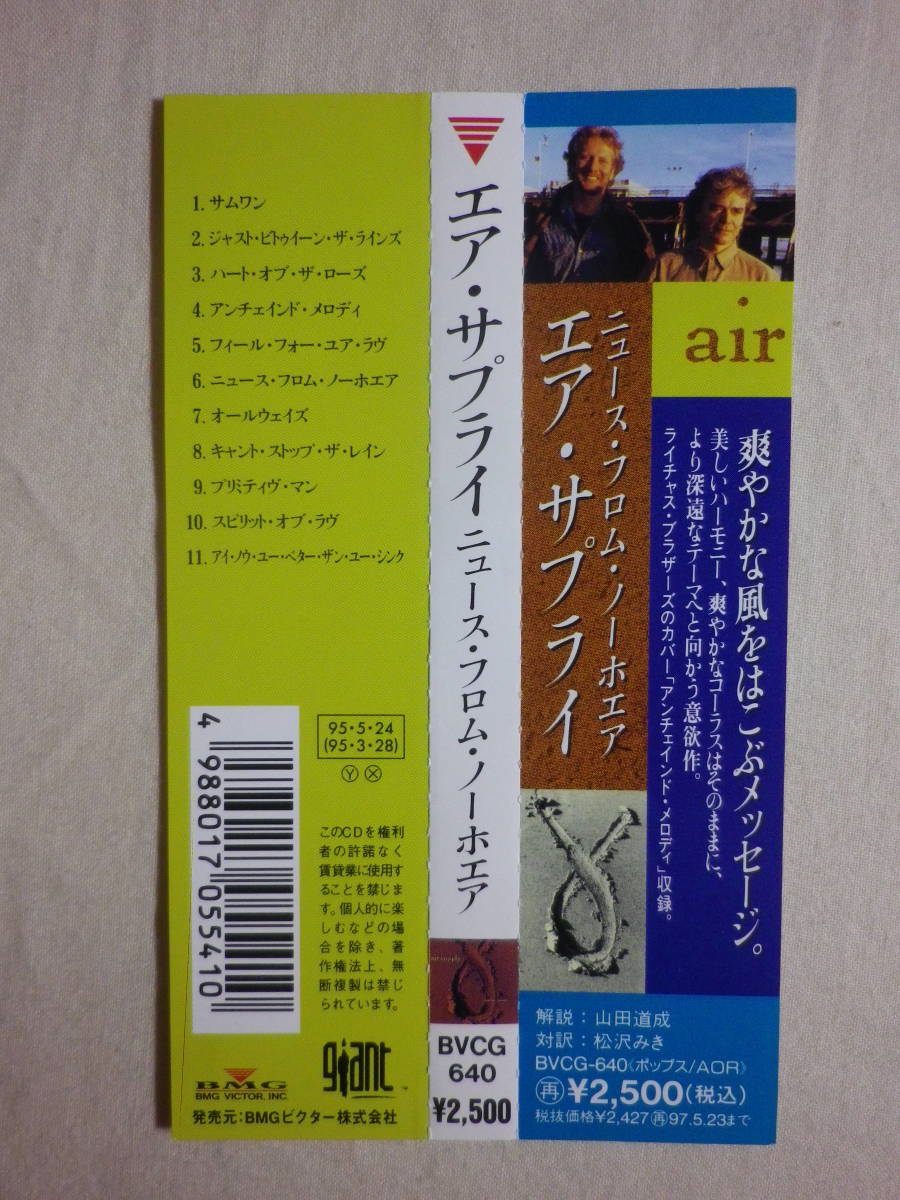 1. サムワン
2. ジャスト・ビトゥイーン・ザ・ラインズ
3. ハート・オブ・ザ・ローズ
4. アンチェインド・メロディ
5. フィール・フォー・ユア・ラヴ
6. ニュース・フロム・ノーホエア
7. オールウェイズ
8. キャント・ストップ・ザ・レイン
9. プリミティヴ・マン
10. スピリット・オブ・ラヴ
11. アイ・ノウ・ユー・ベター・ザン・ユー・シンク
4 988017 055410
95・5・24
(95・3・28)
Ⓨ Ⓧ
このCDを権利
者の許諾なく
賃貸業に使用す
ることを禁じま
す。個人的に楽
しむなどの場
合を除き、著
作権法上、無
断複製は禁じ
られています。
BMG
BMG VICTOR, INC.
giant
TM
発売元:BMGビクター株式会社
エア・サプライ ニュース・フロム・ノーホエア
air supply
BVCG
640
¥2,500
air
ニュース・フロム・ノーホエア
エア・サプライ
爽やかな風をはこぶメッセージ。
美しいハーモニー、爽やかなコーラスはそのままに、
より深遠なテーマへと向かう意欲作。
ライチャス・ブラザーズのカバー「アンチェインド・メロディ」収録。
解説:山田道成
対訳:松沢みき
BVCG-640《ポップス/AOR》
再 ¥2,500(税込)
税抜価格¥2,427 再 97.5.23まで